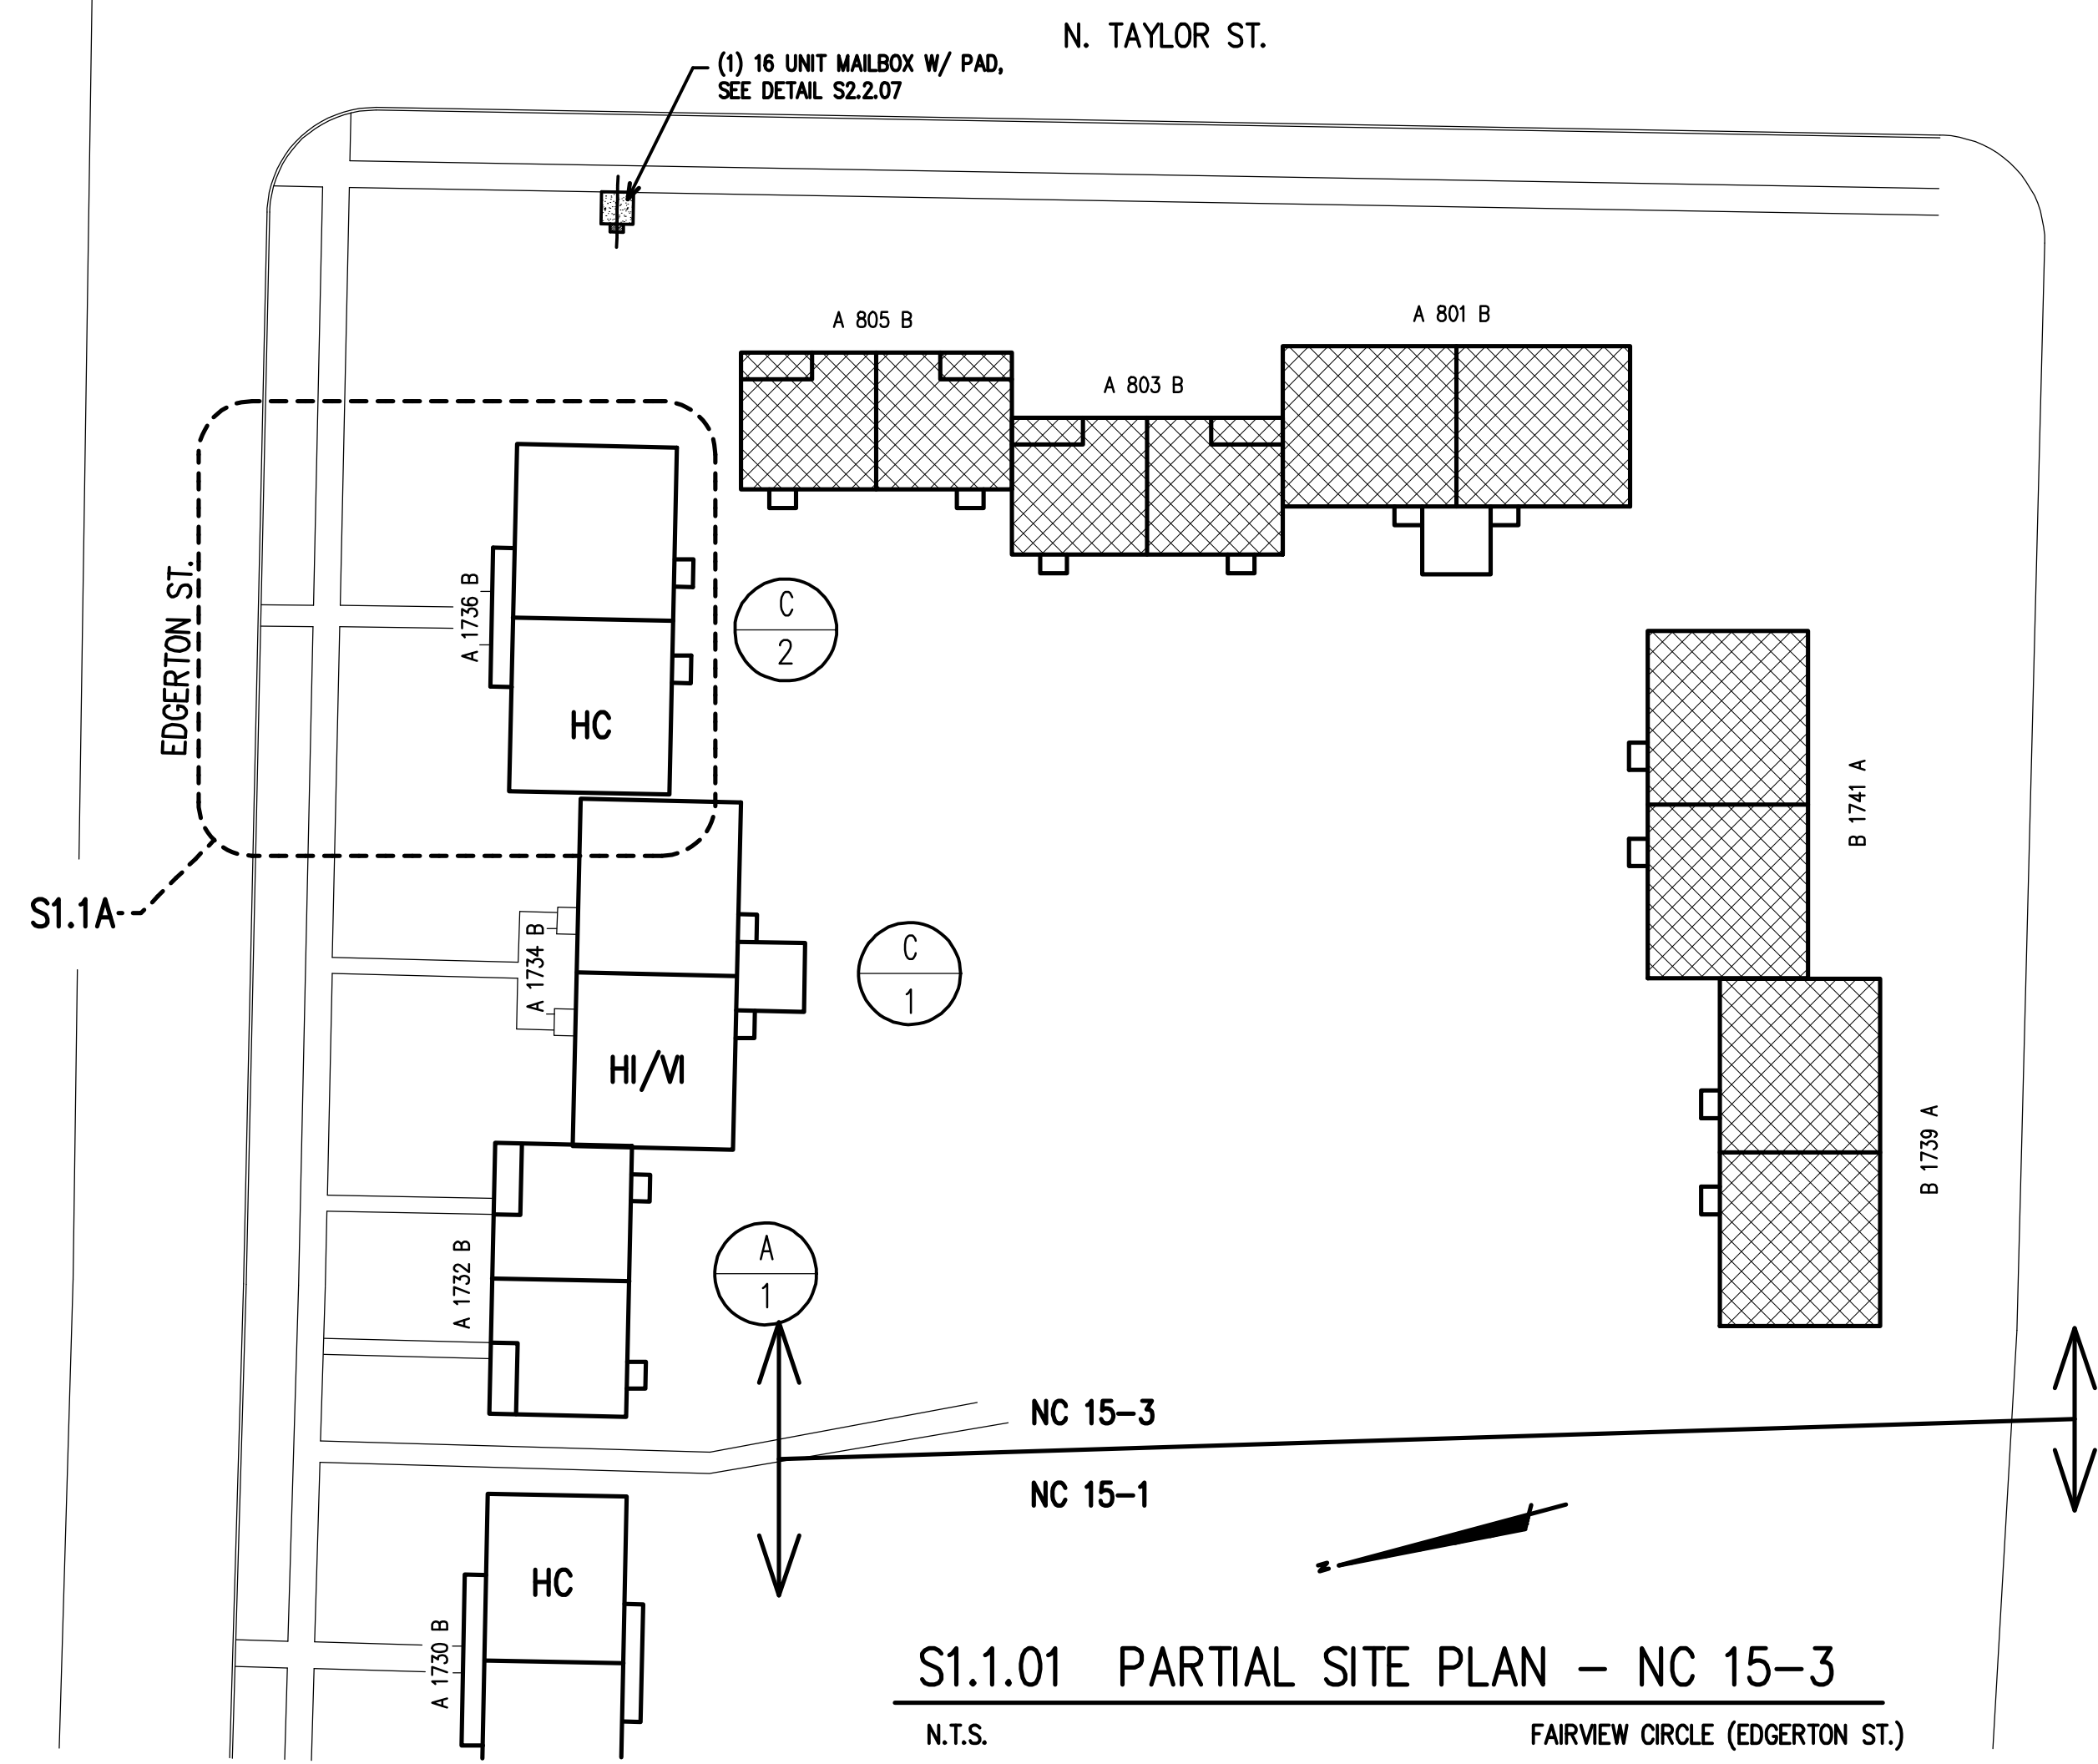 N. TAYLOR ST.
(1) 16 UNIT MAILBOX W/ PAD,
SEE DETAIL S2.2.07
A 801 B
A 805 B
A 803 B
EDGERTON ST.
A 1736 B
C
2
HC
B 1741 A
S1.1A
A 1734 B
C
1
HI/VI
B 1739 A
A 1732 B
A
1
NC 15-3
NC 15-1
N
HC
A 1730 B
S1.1.01 PARTIAL SITE PLAN - NC 15-3
N.T.S.
FAIRVIEW CIRCLE (EDGERTON ST.)